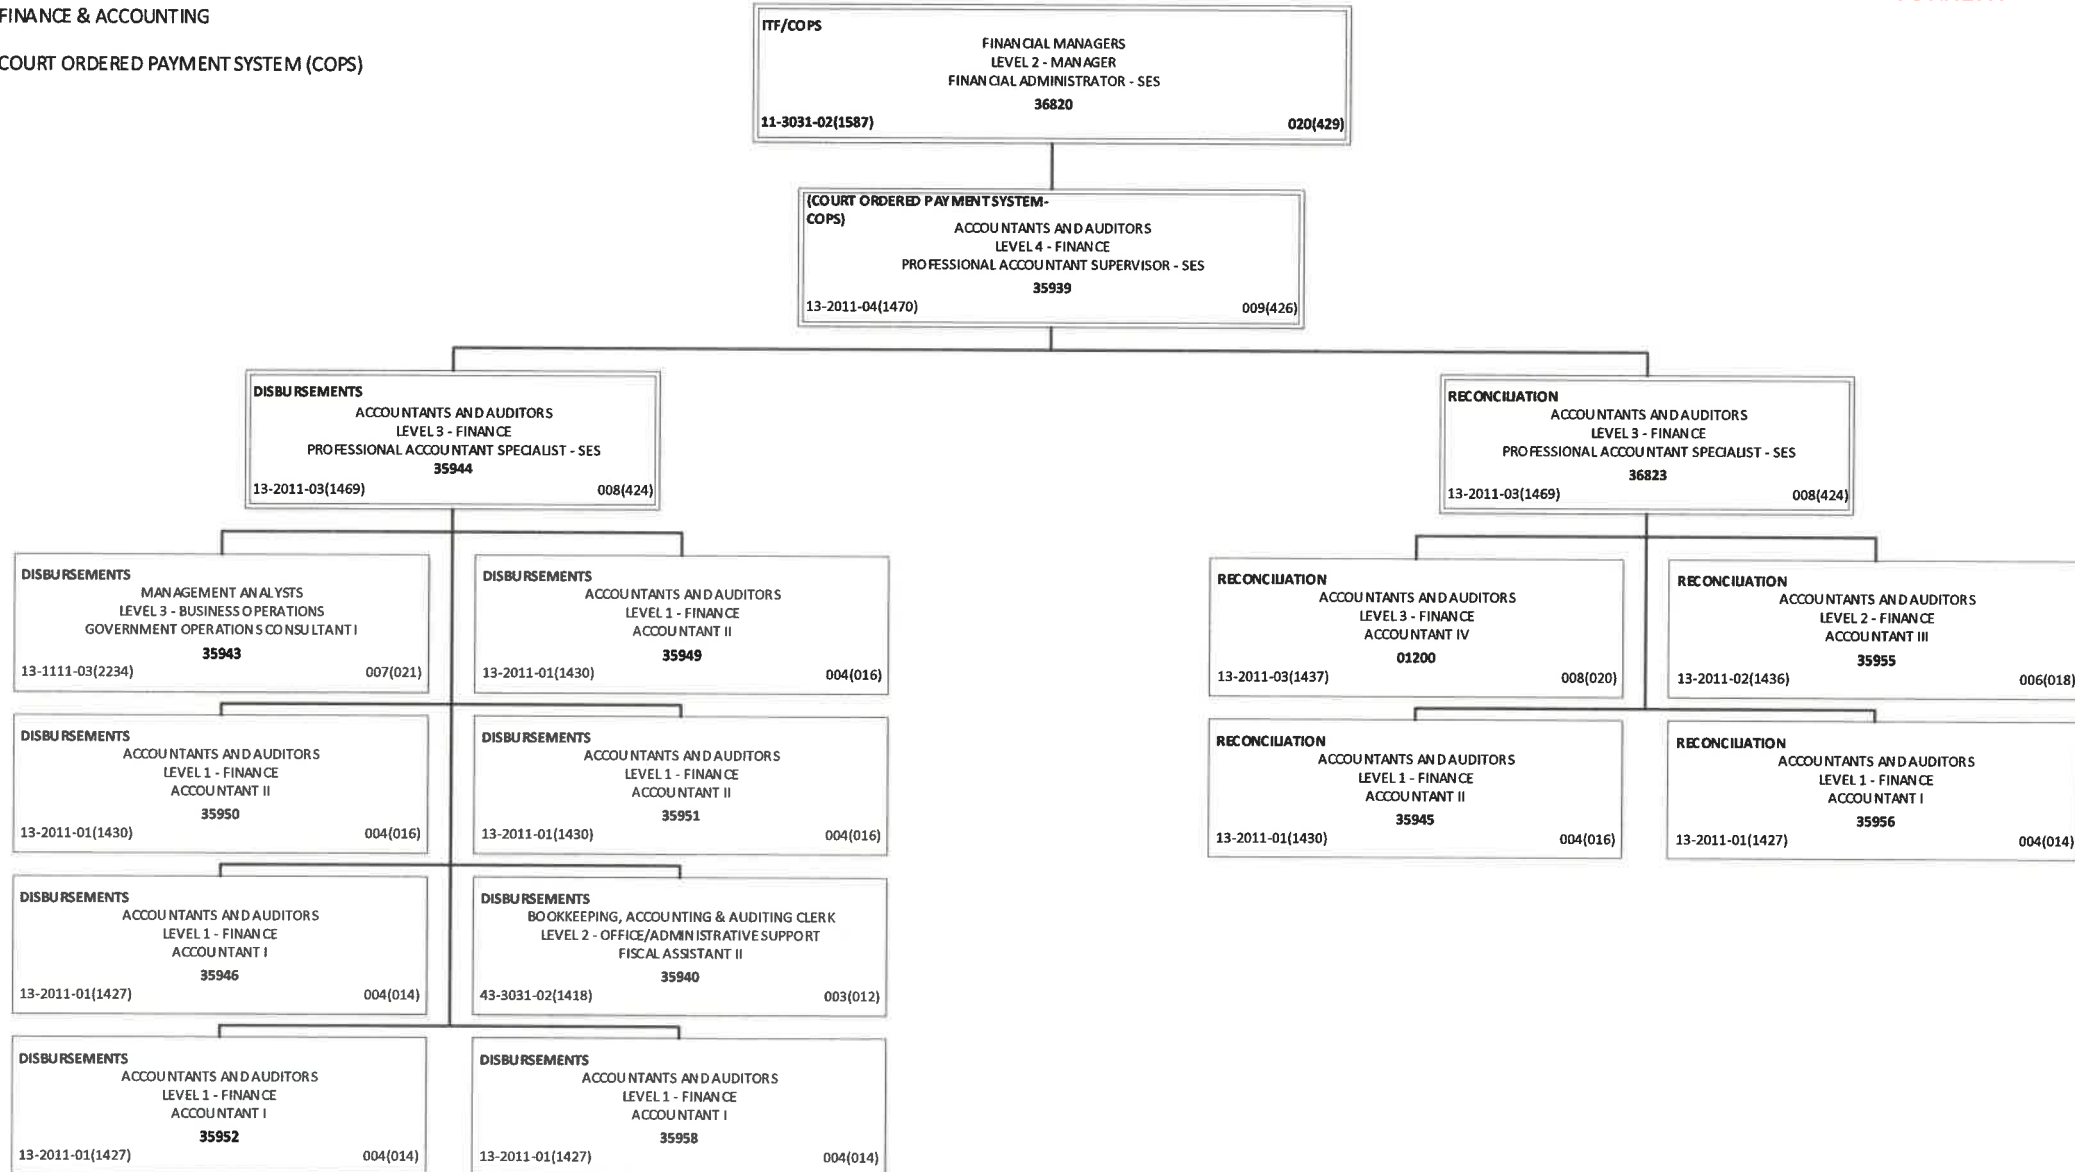 FINANCE & ACCOUNTING
COURT ORDERED PAYMENT SYSTEM (COPS)
ITF/COPS
FINANCIAL MANAGERS
LEVEL 2 - MANAGER
FINANCIAL ADMINISTRATOR - SES
36820
11-3031-02(1587) 020(429)
(COURT ORDERED PAYMENT SYSTEM-
COPS)
ACCOUNTANTS AND AUDITORS
LEVEL 4 - FINANCE
PROFESSIONAL ACCOUNTANT SUPERVISOR - SES
35939
13-2011-04(1470) 009(426)
DISBURSEMENTS
ACCOUNTANTS AND AUDITORS
LEVEL 3 - FINANCE
PROFESSIONAL ACCOUNTANT SPECIALIST - SES
35944
13-2011-03(1469) 008(424)
RECONCILIATION
ACCOUNTANTS AND AUDITORS
LEVEL 3 - FINANCE
PROFESSIONAL ACCOUNTANT SPECIALIST - SES
36823
13-2011-03(1469) 008(424)
DISBURSEMENTS
MANAGEMENT ANALYSTS
LEVEL 3 - BUSINESS OPERATIONS
GOVERNMENT OPERATIONS CONSULTANT I
35943
13-1111-03(2234) 007(021)
DISBURSEMENTS
ACCOUNTANTS AND AUDITORS
LEVEL 1 - FINANCE
ACCOUNTANT II
35949
13-2011-01(1430) 004(016)
RECONCILIATION
ACCOUNTANTS AND AUDITORS
LEVEL 3 - FINANCE
ACCOUNTANT IV
01200
13-2011-03(1437) 008(020)
RECONCILIATION
ACCOUNTANTS AND AUDITORS
LEVEL 2 - FINANCE
ACCOUNTANT III
35955
13-2011-02(1436) 006(018)
DISBURSEMENTS
ACCOUNTANTS AND AUDITORS
LEVEL 1 - FINANCE
ACCOUNTANT II
35950
13-2011-01(1430) 004(016)
DISBURSEMENTS
ACCOUNTANTS AND AUDITORS
LEVEL 1 - FINANCE
ACCOUNTANT II
35951
13-2011-01(1430) 004(016)
RECONCILIATION
ACCOUNTANTS AND AUDITORS
LEVEL 1 - FINANCE
ACCOUNTANT II
35945
13-2011-01(1430) 004(016)
RECONCILIATION
ACCOUNTANTS AND AUDITORS
LEVEL 1 - FINANCE
ACCOUNTANT I
35956
13-2011-01(1427) 004(014)
DISBURSEMENTS
ACCOUNTANTS AND AUDITORS
LEVEL 1 - FINANCE
ACCOUNTANT I
35946
13-2011-01(1427) 004(014)
DISBURSEMENTS
BOOKKEEPING, ACCOUNTING & AUDITING CLERK
LEVEL 2 - OFFICE/ADMINISTRATIVE SUPPORT
FISCAL ASSISTANT II
35940
43-3031-02(1418) 003(012)
DISBURSEMENTS
ACCOUNTANTS AND AUDITORS
LEVEL 1 - FINANCE
ACCOUNTANT I
35952
13-2011-01(1427) 004(014)
DISBURSEMENTS
ACCOUNTANTS AND AUDITORS
LEVEL 1 - FINANCE
ACCOUNTANT I
35958
13-2011-01(1427) 004(014)